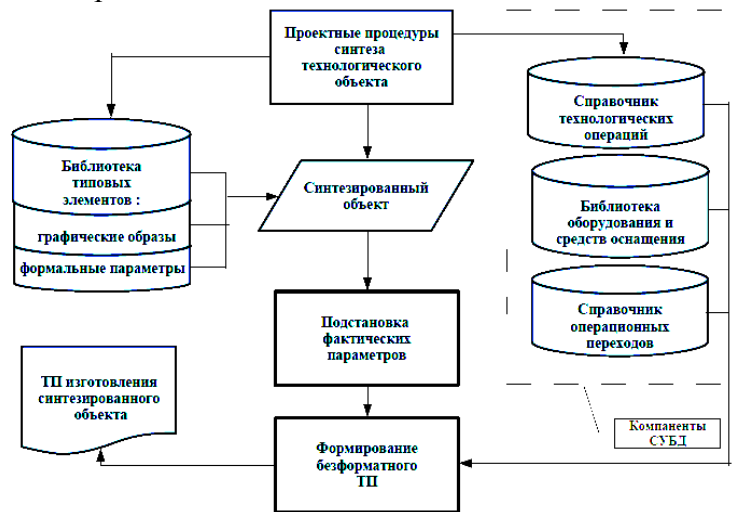 Проектные процедуры
синтеза
технологического
объекта
Справочник
технологических
операций
Библиотека
типовых
элементов :
графические образы
формальные параметры
Синтезированный
объект
Библиотека
оборудования и
средств оснащения
Справочник
операционных
переходов
Подстановка
фактических
параметров
ТП изготовления
синтезированного
объекта
Компаненты
СУБД
Формирование
безформатного
ТП